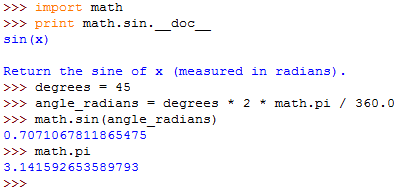 >>> import math
>>> print math.sin.__doc__
sin(x)

Return the sine of x (measured in radians).
>>> degrees = 45
>>> angle_radians = degrees * 2 * math.pi / 360.0
>>> math.sin(angle_radians)
0.7071067811865475
>>> math.pi
3.141592653589793
>>>